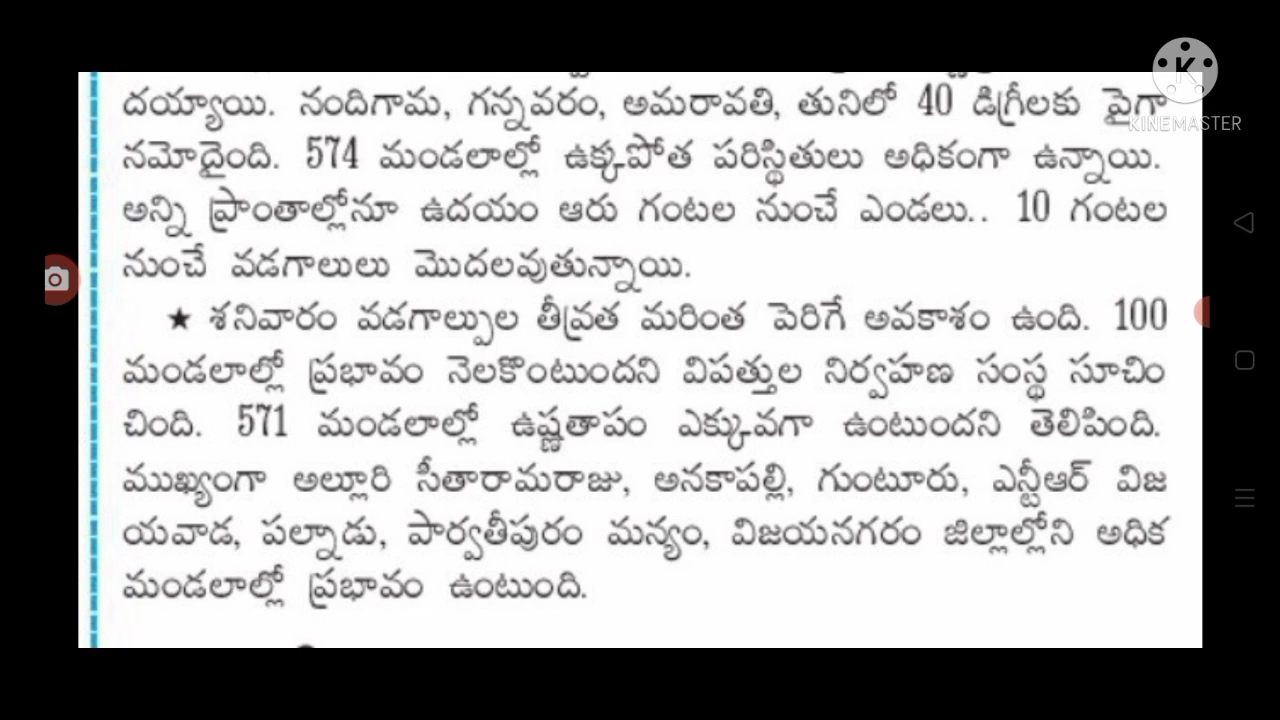 దయ్యాయి. నందిగామ, గన్నవరం, అమరావతి, తునిలో 40 డిగ్రీలకు పైగా
KINEMASTER
నమోదైంది. 574 మండలాల్లో ఉక్కపోత పరిస్థితులు అధికంగా ఉన్నాయి.
అన్ని ప్రాంతాల్లోనూ ఉదయం ఆరు గంటల నుంచే ఎండలు.. 10 గంటల
నుంచే వడగాలులు మొదలవుతున్నాయి.
★ శనివారం వడగాల్పుల తీవ్రత మరింత పెరిగే అవకాశం ఉంది. 100
మండలాల్లో ప్రభావం నెలకొంటుందని విపత్తుల నిర్వహణ సంస్థ సూచిం
చింది. 571 మండలాల్లో ఉష్ణతాపం ఎక్కువగా ఉంటుందని తెలిపింది.
ముఖ్యంగా అల్లూరి సీతారామరాజు, అనకాపల్లి, గుంటూరు, ఎన్టీఆర్ విజ
యవాడ, పల్నాడు, పార్వతీపురం మన్యం, విజయనగరం జిల్లాల్లోని అధిక
మండలాల్లో ప్రభావం ఉంటుంది.